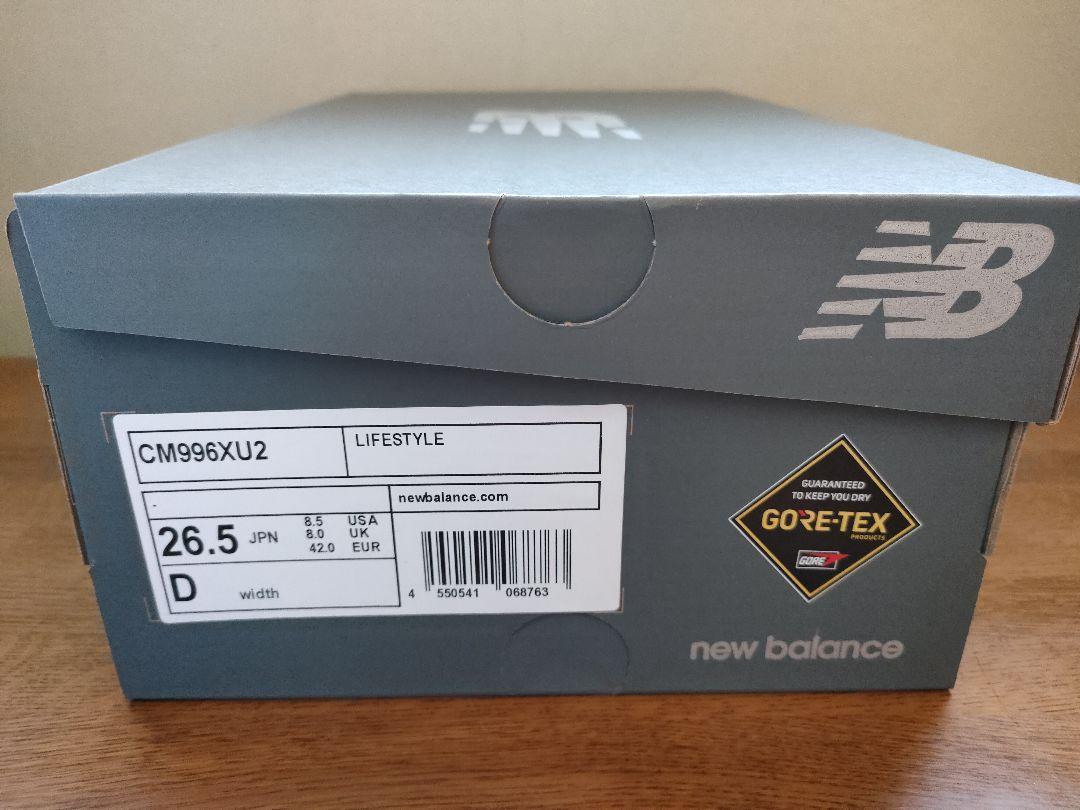 NB
CM996XU2
LIFESTYLE
-
newbalance.com
26.5 JPN
8.5 USA
8.0 UK
42.0 EUR
D width
4 550541 068763
GUARANTEED
TO KEEP YOU DRY
GORE-TEX
PRODUCTS
GORE
new balance